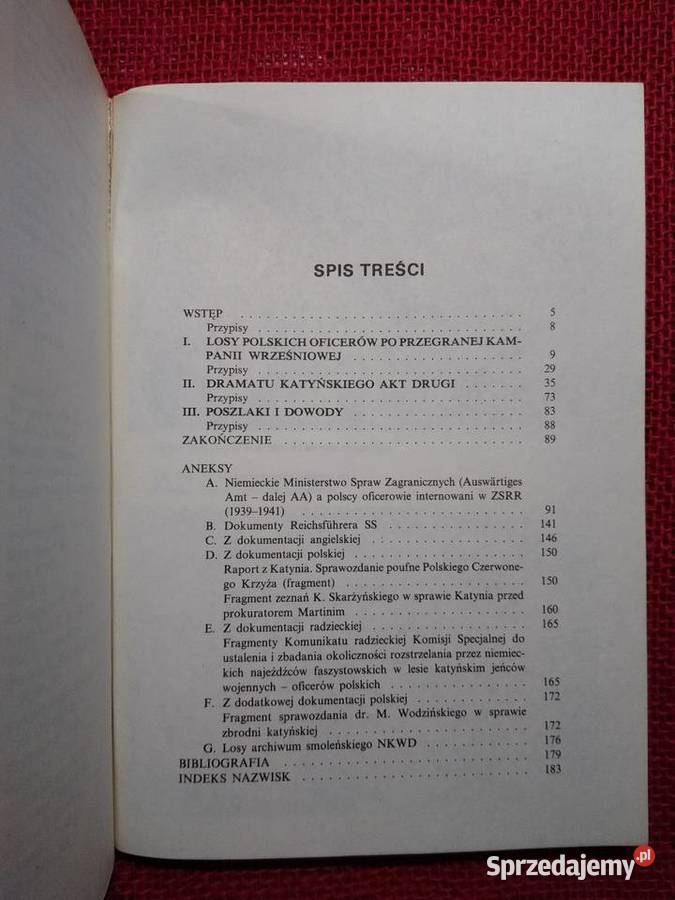 SPIS TREŚCI
WSTĘP . . . . . . . . . . . . . . . . . . . . . . . . . . . . . . 5
Przypisy . . . . . . . . . . . . . . . . . . . . . . . . . . . . 8
I. LOSY POLSKICH OFICERÓW PO PRZEGRANEJ KAM-
PANII WRZEŚNIOWEJ . . . . . . . . . . . . . . . . . . . 9
Przypisy . . . . . . . . . . . . . . . . . . . . . . . . . . . . 29
II. DRAMATU KATYŃSKIEGO AKT DRUGI . . . . . . . 35
Przypisy . . . . . . . . . . . . . . . . . . . . . . . . . . . . 73
III. POSZLAKI I DOWODY . . . . . . . . . . . . . . . . . . 83
Przypisy . . . . . . . . . . . . . . . . . . . . . . . . . . . . 88
ZAKOŃCZENIE . . . . . . . . . . . . . . . . . . . . . . . . . 89
ANEKSY
A. Niemieckie Ministerstwo Spraw Zagranicznych (Auswärtiges
Amt – dalej AA) a polscy oficerowie internowani w ZSRR
(1939–1941) . . . . . . . . . . . . . . . . . . . . . . . . 91
B. Dokumenty Reichsführera SS . . . . . . . . . . . . . . 141
C. Z dokumentacji angielskiej . . . . . . . . . . . . . . . . 146
D. Z dokumentacji polskiej . . . . . . . . . . . . . . . . . . 150
Raport z Katynia. Sprawozdanie poufne Polskiego Czerwone-
go Krzyża (fragment) . . . . . . . . . . . . . . . . . . . 150
Fragment zeznań K. Skarżyńskiego w sprawie Katynia przed
prokuratorem Martinim . . . . . . . . . . . . . . . . . . 160
E. Z dokumentacji radzieckiej . . . . . . . . . . . . . . . . 165
Fragmenty Komunikatu radzieckiej Komisji Specjalnej do
ustalenia i zbadania okoliczności rozstrzelania przez niemiec-
kich najeźdźców faszystowskich w lesie katyńskim jeńców
wojennych – oficerów polskich . . . . . . . . . . . . . . 165
F. Z dodatkowej dokumentacji polskiej . . . . . . . . . . . 172
Fragment sprawozdania dr. M. Wodzińskiego w sprawie
zbrodni katyńskiej . . . . . . . . . . . . . . . . . . . . . 172
G. Losy archiwum smoleńskiego NKWD . . . . . . . . . . 176
BIBLIOGRAFIA . . . . . . . . . . . . . . . . . . . . . . . . . 179
INDEKS NAZWISK . . . . . . . . . . . . . . . . . . . . . . . 183
Sprzedajemy.pl